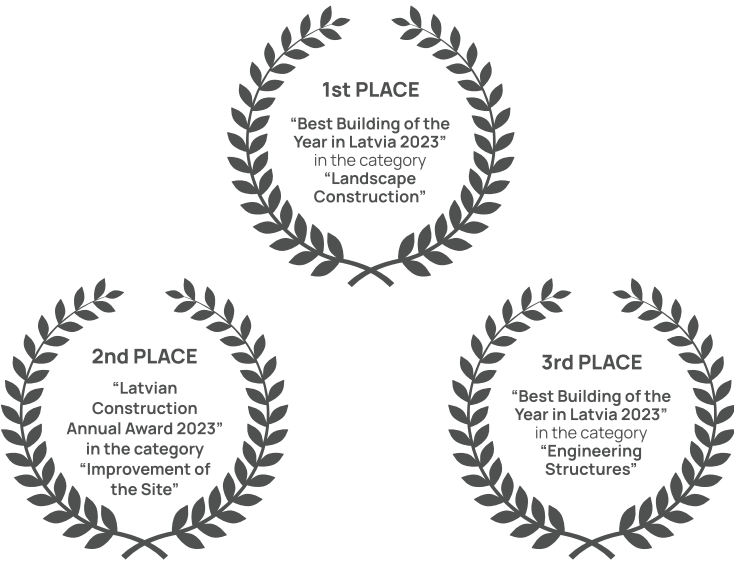 1st PLACE
“Best Building of the
Year in Latvia 2023”
in the category
“Landscape
Construction”
2nd PLACE
“Latvian
Construction
Annual Award 2023”
in the category
“Improvement of
the Site”
3rd PLACE
“Best Building of the
Year in Latvia 2023”
in the category
“Engineering
Structures”